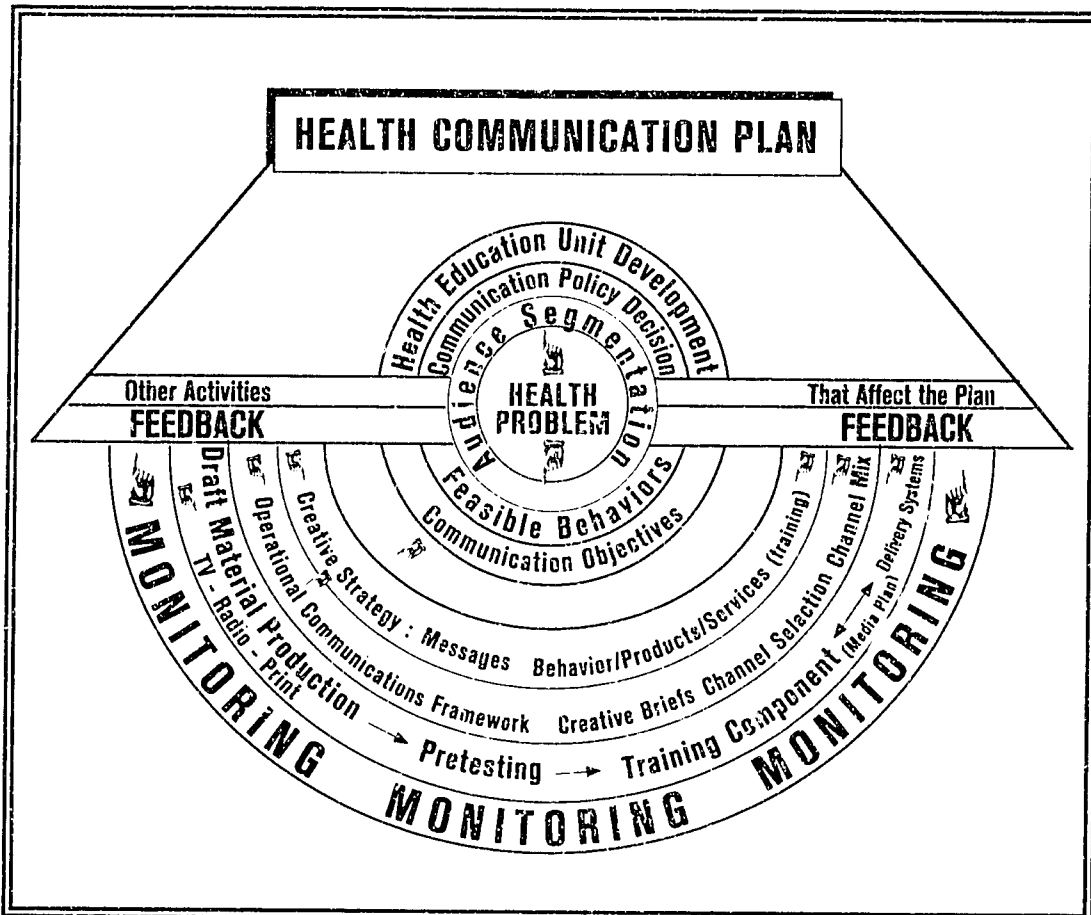 HEALTH COMMUNICATION PLAN
Health Education Unit Development
Communication Policy Decision
Audience Segmentation
HEALTH
PROBLEM
Other Activities
That Affect the Plan
FEEDBACK
FEEDBACK
Feasible Behaviors
Communication Objectives
Creative Strategy : Messages Behavior/Products/Services (training)
Operational Communications Framework Creative Briefs Channel Selection Channel Mix
Draft Material Production → Pretesting → Training Component (Media Plan) Delivery Systems
TV - Radio - Print
MONITORING MONITORING MONITORING